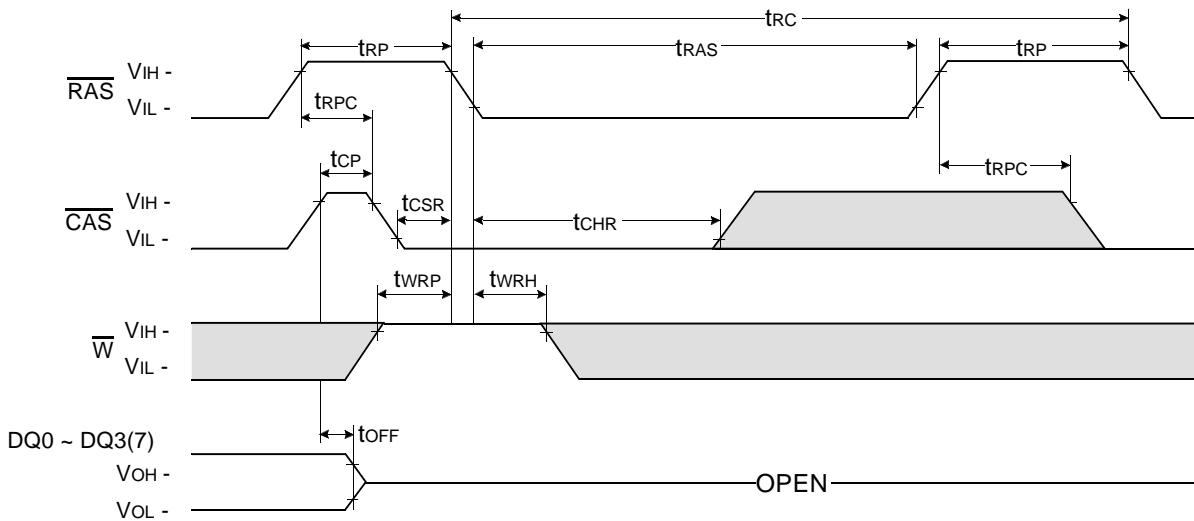 tRC
tRP
tRAS
tRP
RAS
VIH -
VIL -
tRPC
tCP
tRPC
CAS
VIH -
VIL -
tCSR
tCHR
tWRP
tWRH
W
VIH -
VIL -
DQ0 ~ DQ3(7)
tOFF
VOH -
VOL -
OPEN